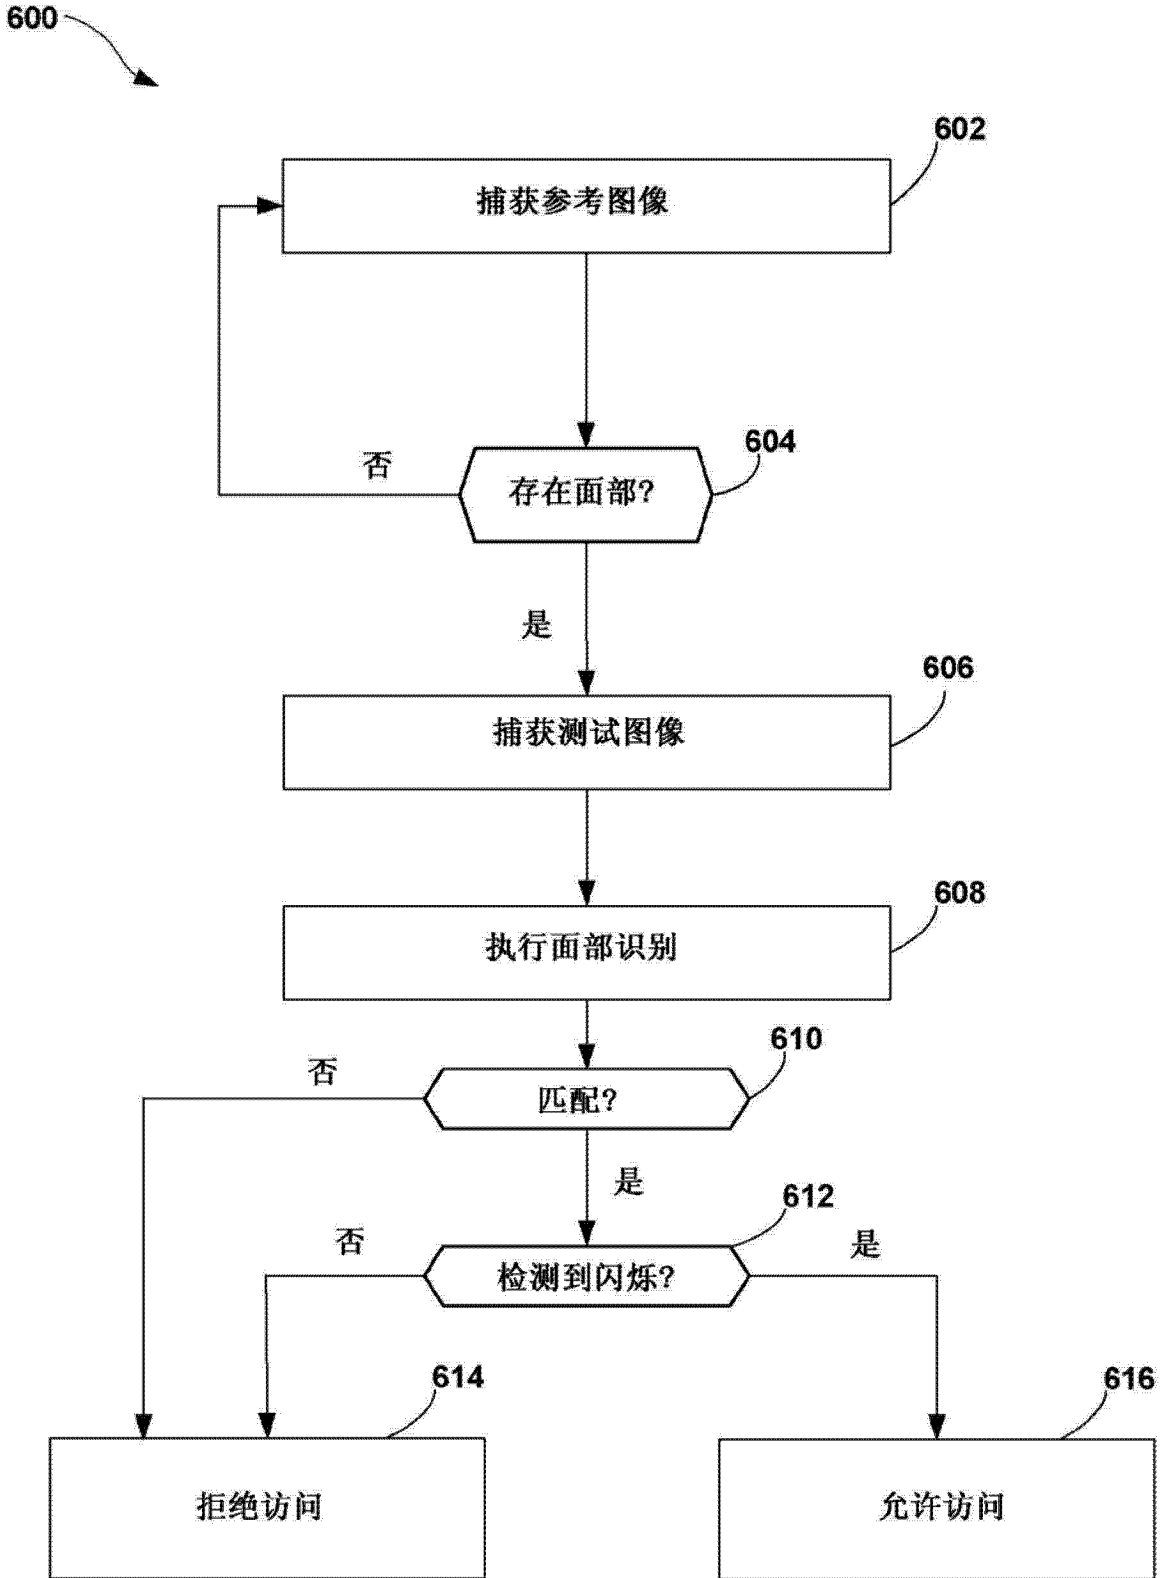 600
602
捕获参考图像
604
否
存在面部?
是
606
捕获测试图像
608
执行面部识别
610
否
匹配?
是
612
否
是
检测到闪烁?
614
616
拒绝访问
允许访问